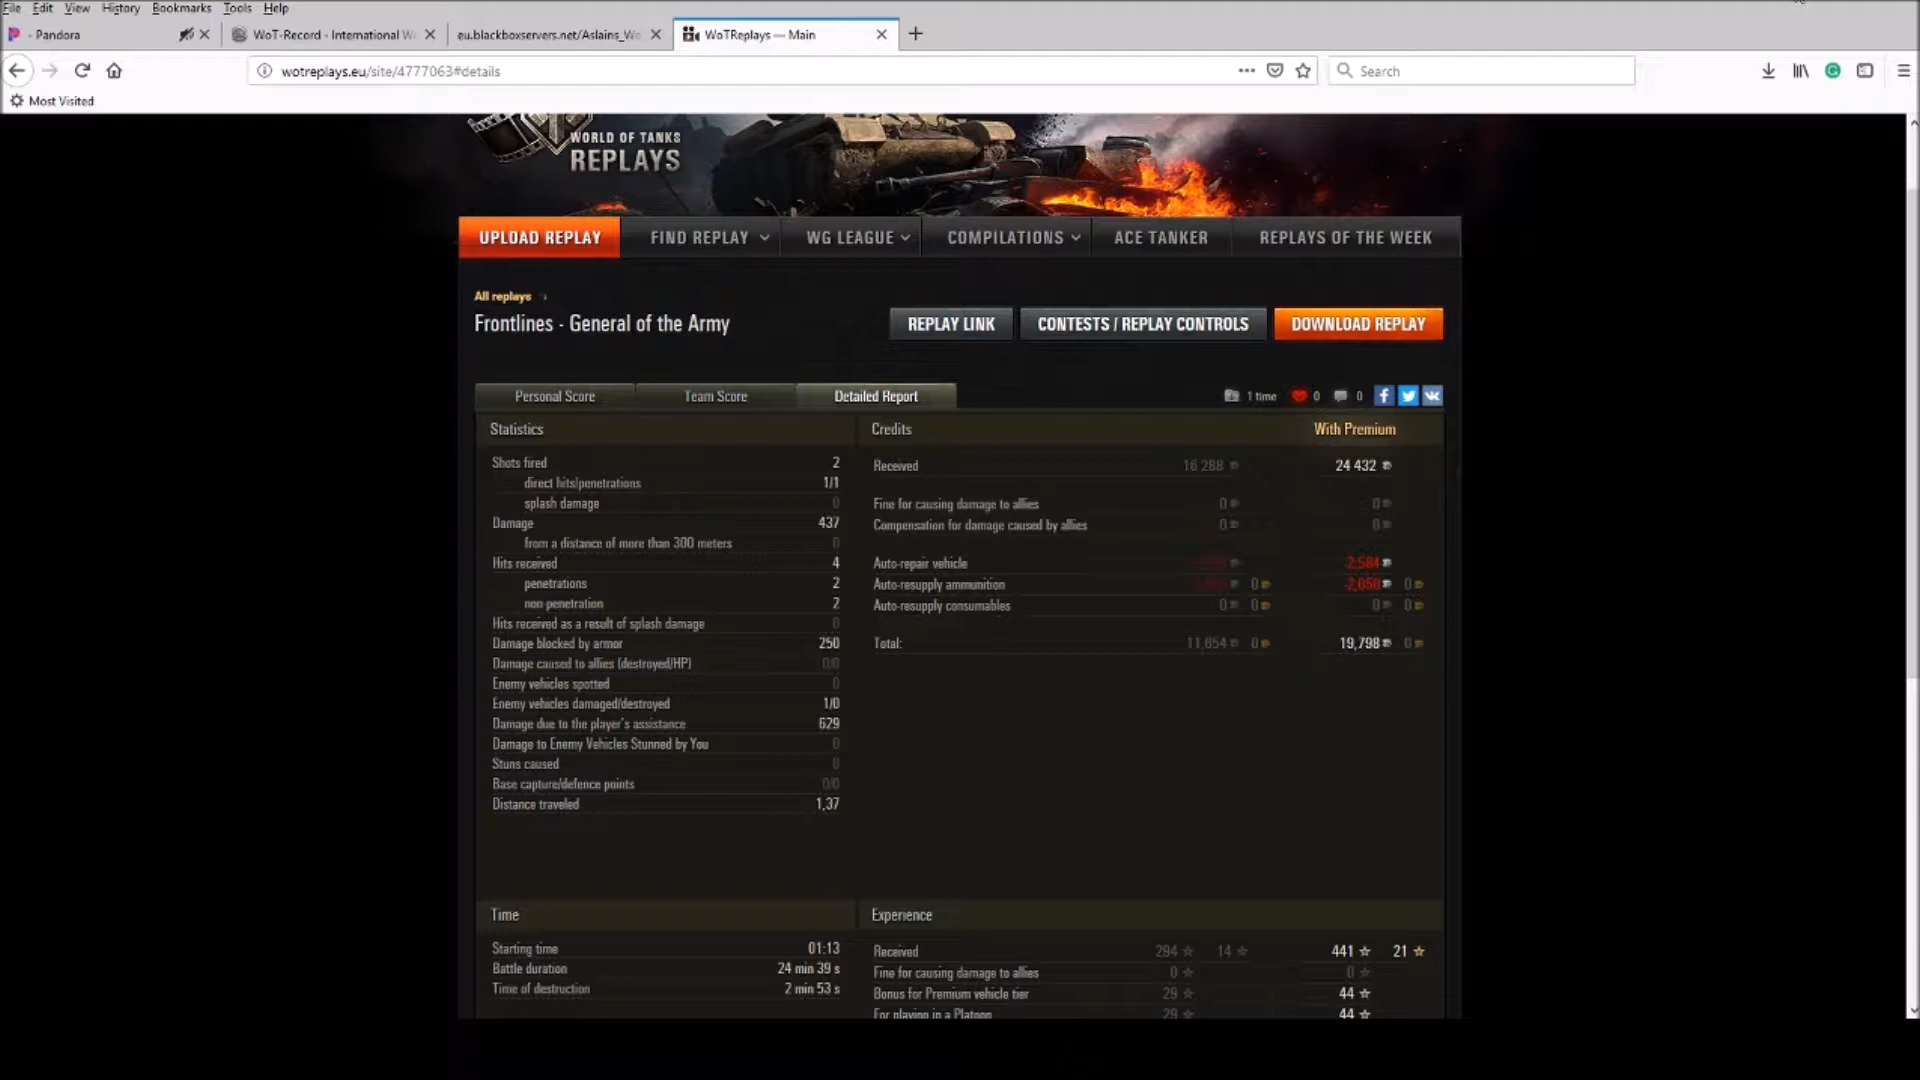 File Edit View History Bookmarks Tools Help
- Pandora
WoT-Record - International Wo
eu.blackboxservers.net/Aslains_Wo
WoTReplays — Main
wotreplays.eu/site/4777063#details
Search
Most Visited
WORLD OF TANKS
REPLAYS
UPLOAD REPLAY FIND REPLAY WG LEAGUE COMPILATIONS ACE TANKER REPLAYS OF THE WEEK
All replays
Frontlines - General of the Army
REPLAY LINK CONTESTS / REPLAY CONTROLS DOWNLOAD REPLAY
Personal Score Team Score Detailed Report 1 time 0 0
Statistics
Shots fired 2
direct hits/penetrations 1/1
splash damage 0
Damage 437
from a distance of more than 300 meters 0
Hits received 4
penetrations 2
non penetration 2
Hits received as a result of splash damage 0
Damage blocked by armor 250
Damage caused to allies (destroyed/HP) 0/0
Enemy vehicles spotted 0
Enemy vehicles damaged/destroyed 1/0
Damage due to the player's assistance 629
Damage to Enemy Vehicles Stunned by You 0
Stuns caused 0
Base capture/defence points 0/0
Distance traveled 1,37
Credits With Premium
Received 16 288 24 432
Fine for causing damage to allies 0 0
Compensation for damage caused by allies 0 0
Auto-repair vehicle -2,584
Auto-resupply ammunition 0 -2,050 0
Auto-resupply consumables 0 0 0 0
Total: 11,654 0 19,798 0
Time
Starting time 01:13
Battle duration 24 min 39 s
Time of destruction 2 min 53 s
Experience
Received 294 14 441 21
Fine for causing damage to allies 0 0
Bonus for Premium vehicle tier 29 44
For playing in a Platoon 29 44